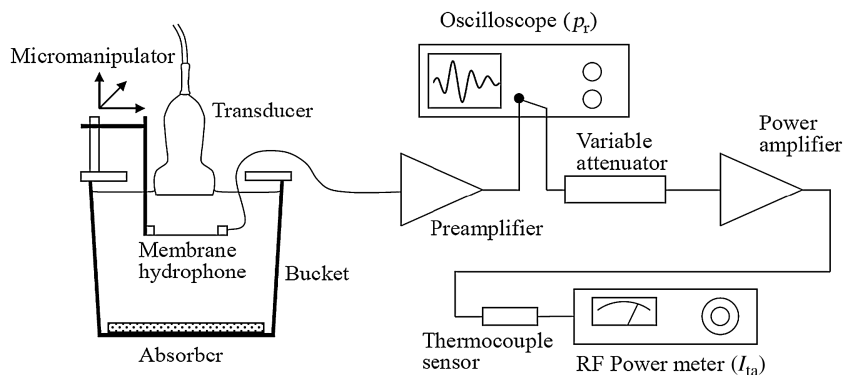 Oscilloscope (pr)
Micromanipulator
Transducer
Variable
attenuator
Power
amplifier
Preamplifier
Membrane
hydrophone
Bucket
Thermocouple
sensor
RF Power meter (Ita)
Absorber